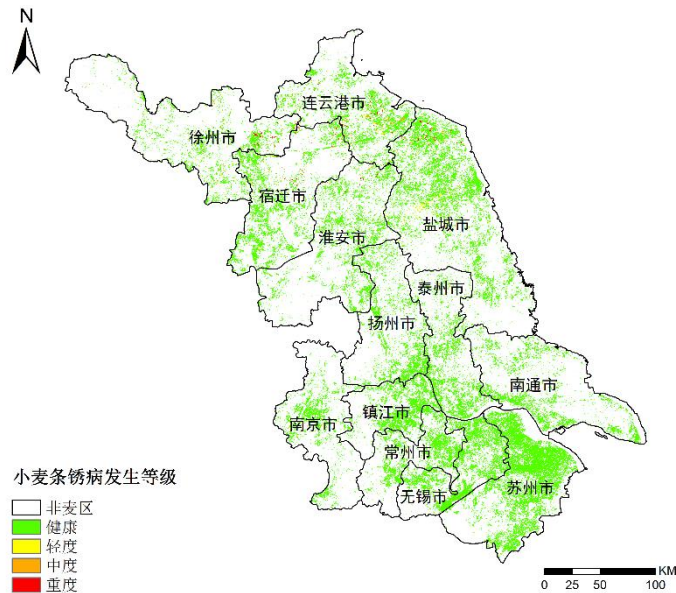 N
连云港市
徐州市
宿迁市
盐城市
淮安市
泰州市
扬州市
南通市
镇江市
南京市
常州市
苏州市
无锡市
小麦条锈病发生等级
非麦区
健康
轻度
中度
重度
KM
0 25 50 100